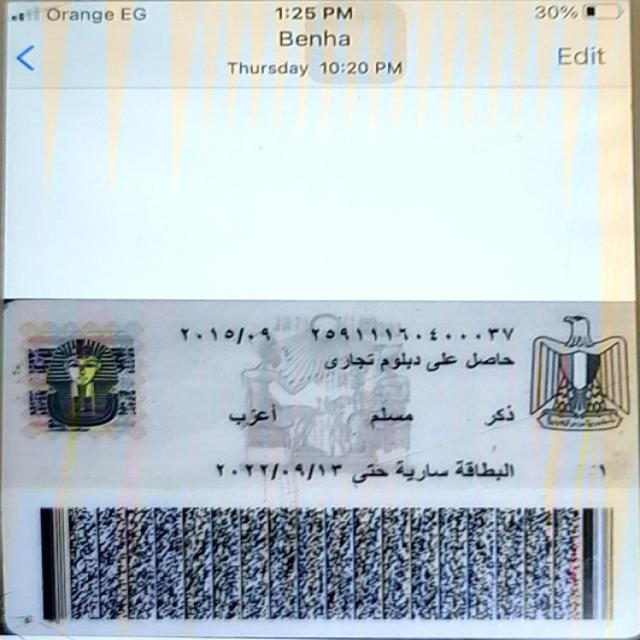 Orange EG 1:25 PM 30%
Benha
Thursday 10:20 PM
Edit
٢٥٩١١١٦٠٤٠٠٠٣٧ ٢٠١٥/٠٩
حاصل على دبلوم تجارى
ذكر مسلم أعزب
البطاقة سارية حتى ٢٠٢٢/٠٩/١٣